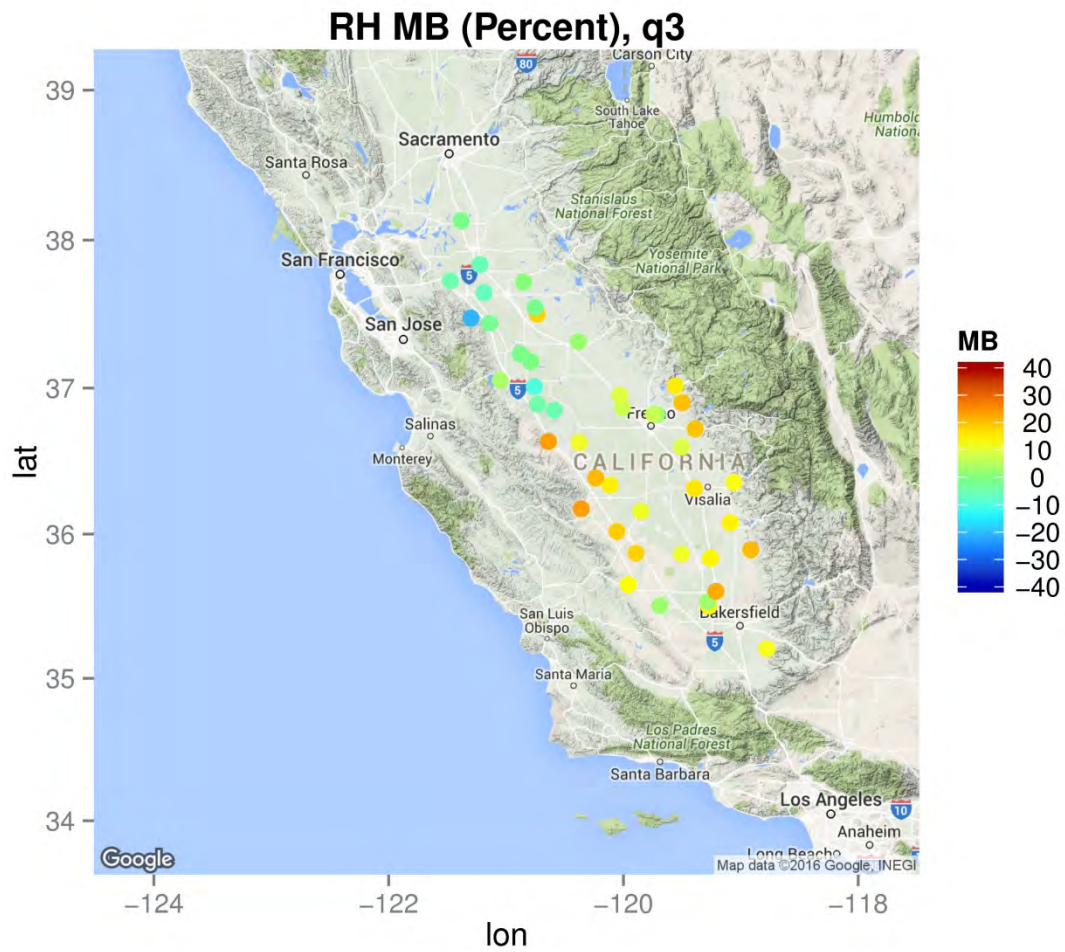 RH MB (Percent), q3
39
38
37
36
35
34
lat
−124
−122
−120
−118
lon
80
Carson City
South Lake
Tahoe
Sacramento
Santa Rosa
Stanislaus
National Forest
San Francisco
5
Yosemite
National Park
San Jose
5
Fresno
Salinas
Monterey
CALIFORNIA
Visalia
San Luis
Obispo
Bakersfield
5
Santa Maria
Los Padres
National Forest
Santa Barbara
Los Angeles
10
Anaheim
Long Beach
Google
Map data ©2016 Google, INEGI
MB
40
30
20
10
0
−10
−20
−30
−40